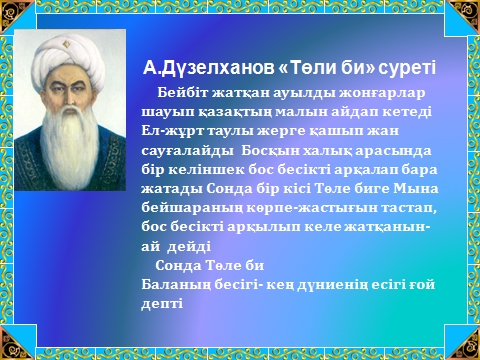 А.Дүзелханов «Төли би» суреті
Бейбіт жатқан ауылды жонғарлар
шауып қазақтың малын айдап кетеді
Ел-жұрт таулы жерге қашып жан
сауғалайды Босқын халық арасында
бір келіншек бос бесікті арқалап бара
жатады Сонда бір кісі Төле биге Мына
бейшараның көрпе-жастығын тастап,
бос бесікті арқылып келе жатқанын-
ай дейді
Сонда Төле би
Баланың бесігі- кең дүниенің есігі ғой
депті